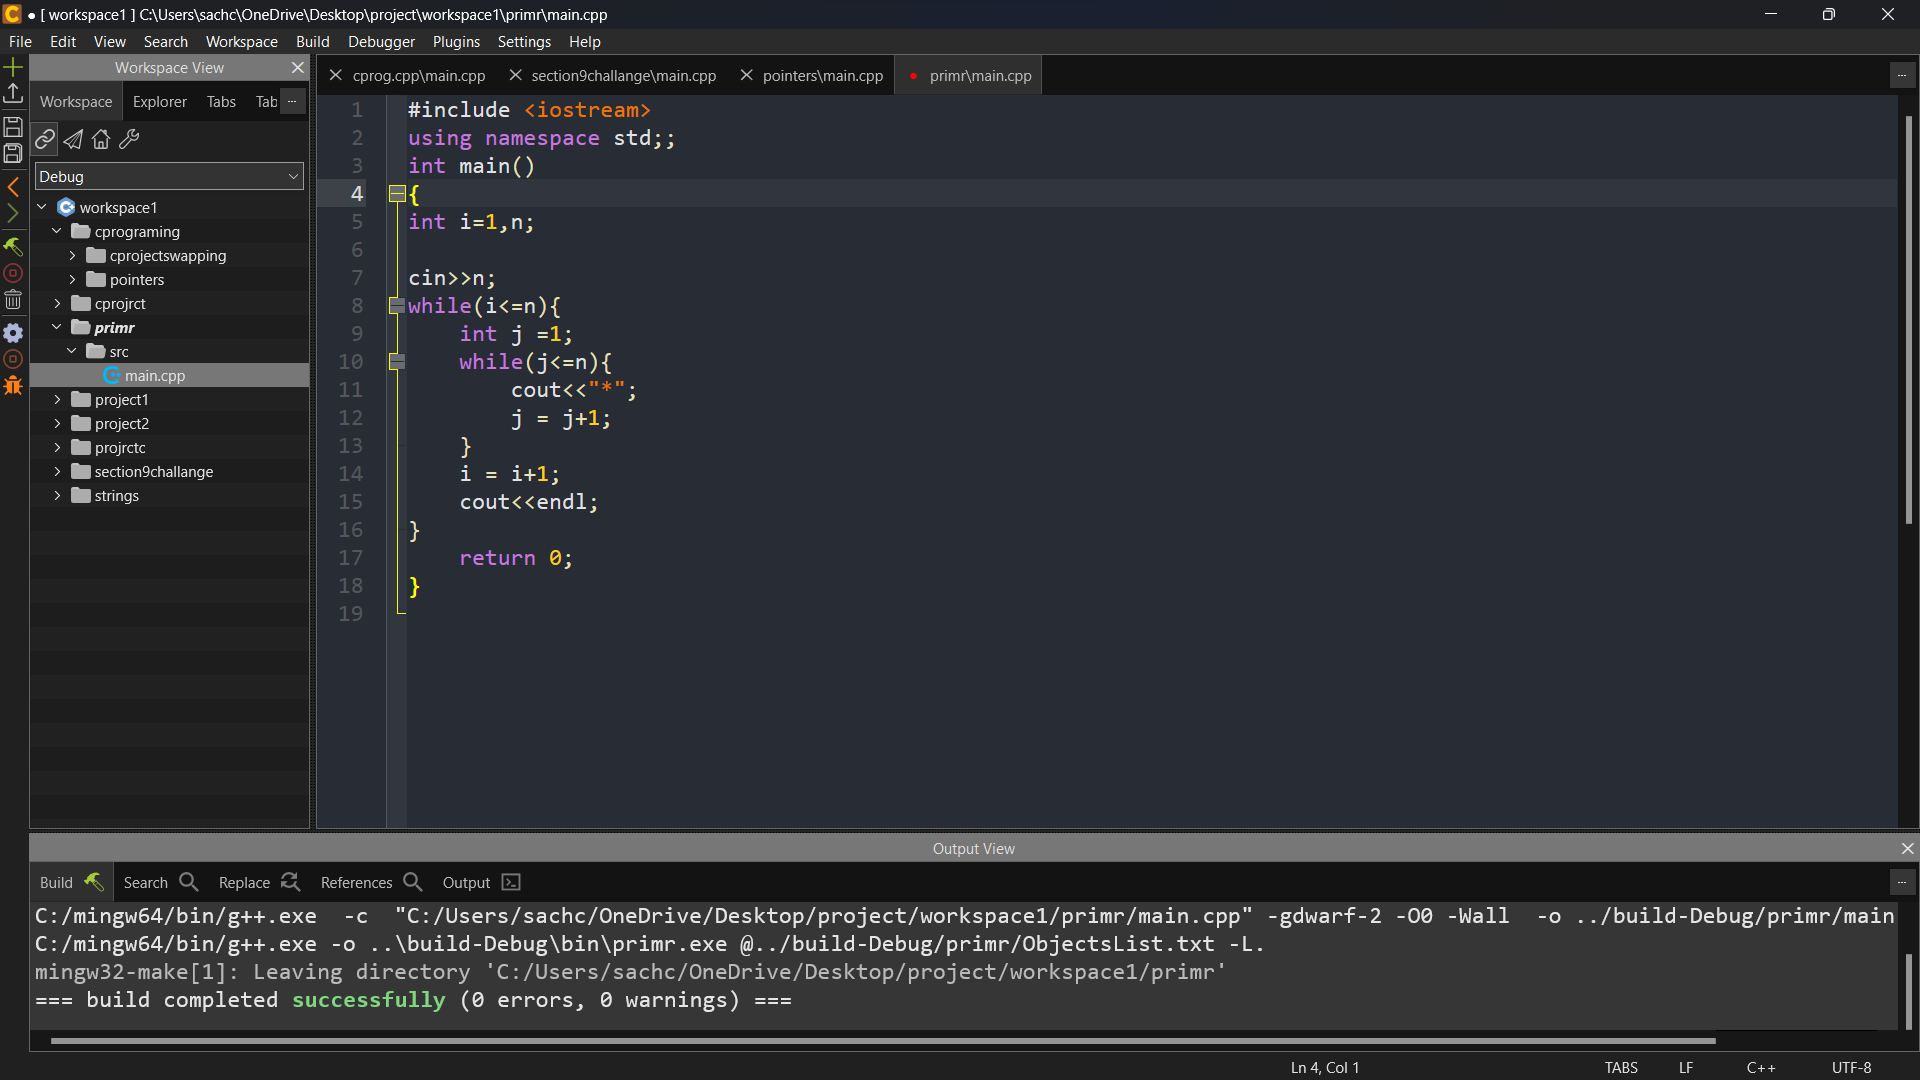 ● [ workspace1 ] C:\Users\sachc\OneDrive\Desktop\project\workspace1\primr\main.cpp
File Edit View Search Workspace Build Debugger Plugins Settings Help
Workspace View
Workspace Explorer Tabs Tab ...
Debug
workspace1
cprograming
cprojectswapping
pointers
cprojrct
primr
src
main.cpp
project1
project2
projrctc
section9challange
strings
cprog.cpp\main.cpp section9challange\main.cpp pointers\main.cpp primr\main.cpp ...
1 #include <iostream>
2 using namespace std;;
3 int main()
4 {
5 int i=1,n;
6
7 cin>>n;
8 while(i<=n){
9 int j =1;
10 while(j<=n){
11 cout<<"*";
12 j = j+1;
13 }
14 i = i+1;
15 cout<<endl;
16 }
17 return 0;
18 }
19
Output View
Build Search Replace References Output ...
C:/mingw64/bin/g++.exe -c "C:/Users/sachc/OneDrive/Desktop/project/workspace1/primr/main.cpp" -gdwarf-2 -O0 -Wall -o ../build-Debug/primr/main
C:/mingw64/bin/g++.exe -o ..\build-Debug\bin\primr.exe @../build-Debug/primr/ObjectsList.txt -L.
mingw32-make[1]: Leaving directory 'C:/Users/sachc/OneDrive/Desktop/project/workspace1/primr'
=== build completed successfully (0 errors, 0 warnings) ===
Ln 4, Col 1 TABS LF C++ UTF-8